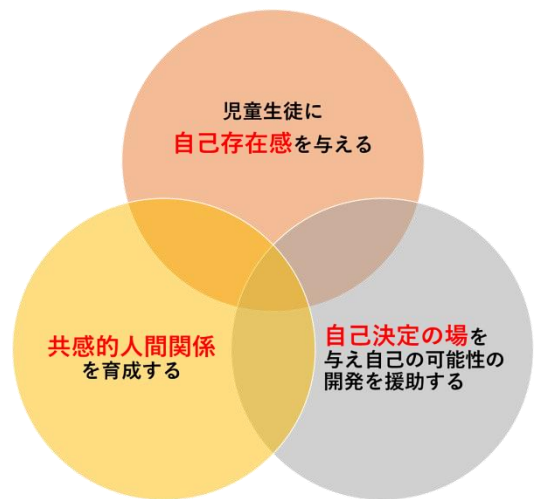 児童生徒に
自己存在感を与える
共感的人間関係
を育成する
自己決定の場を
与え自己の可能性の
開発を援助する